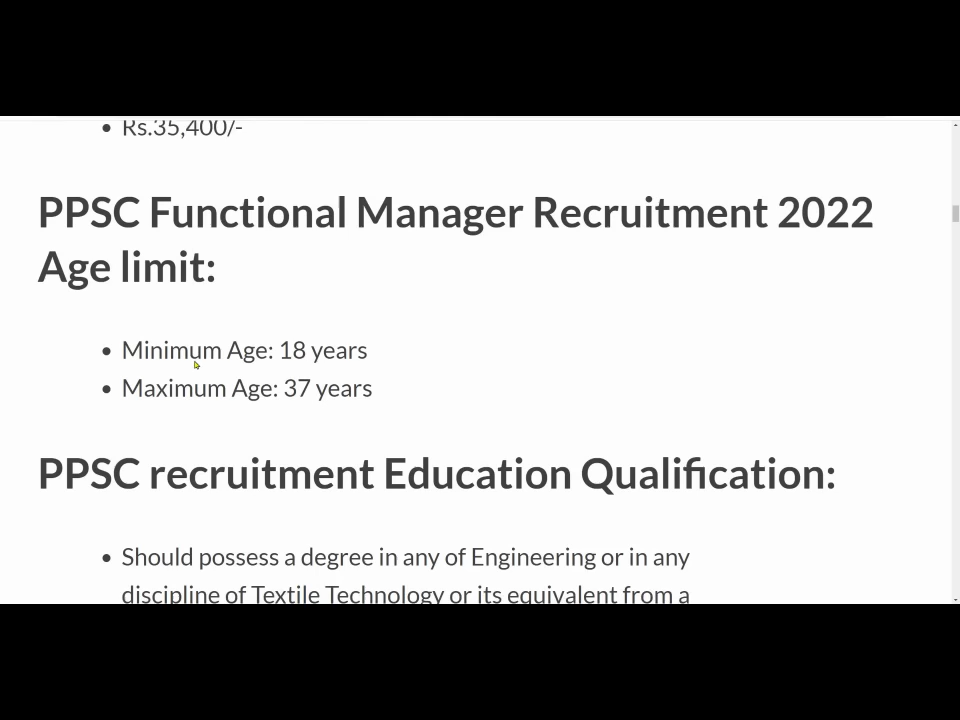 • Rs.35,400/-
PPSC Functional Manager Recruitment 2022
Age limit:
• Minimum Age: 18 years
• Maximum Age: 37 years
PPSC recruitment Education Qualification:
• Should possess a degree in any of Engineering or in any
discipline of Textile Technology or its equivalent from a